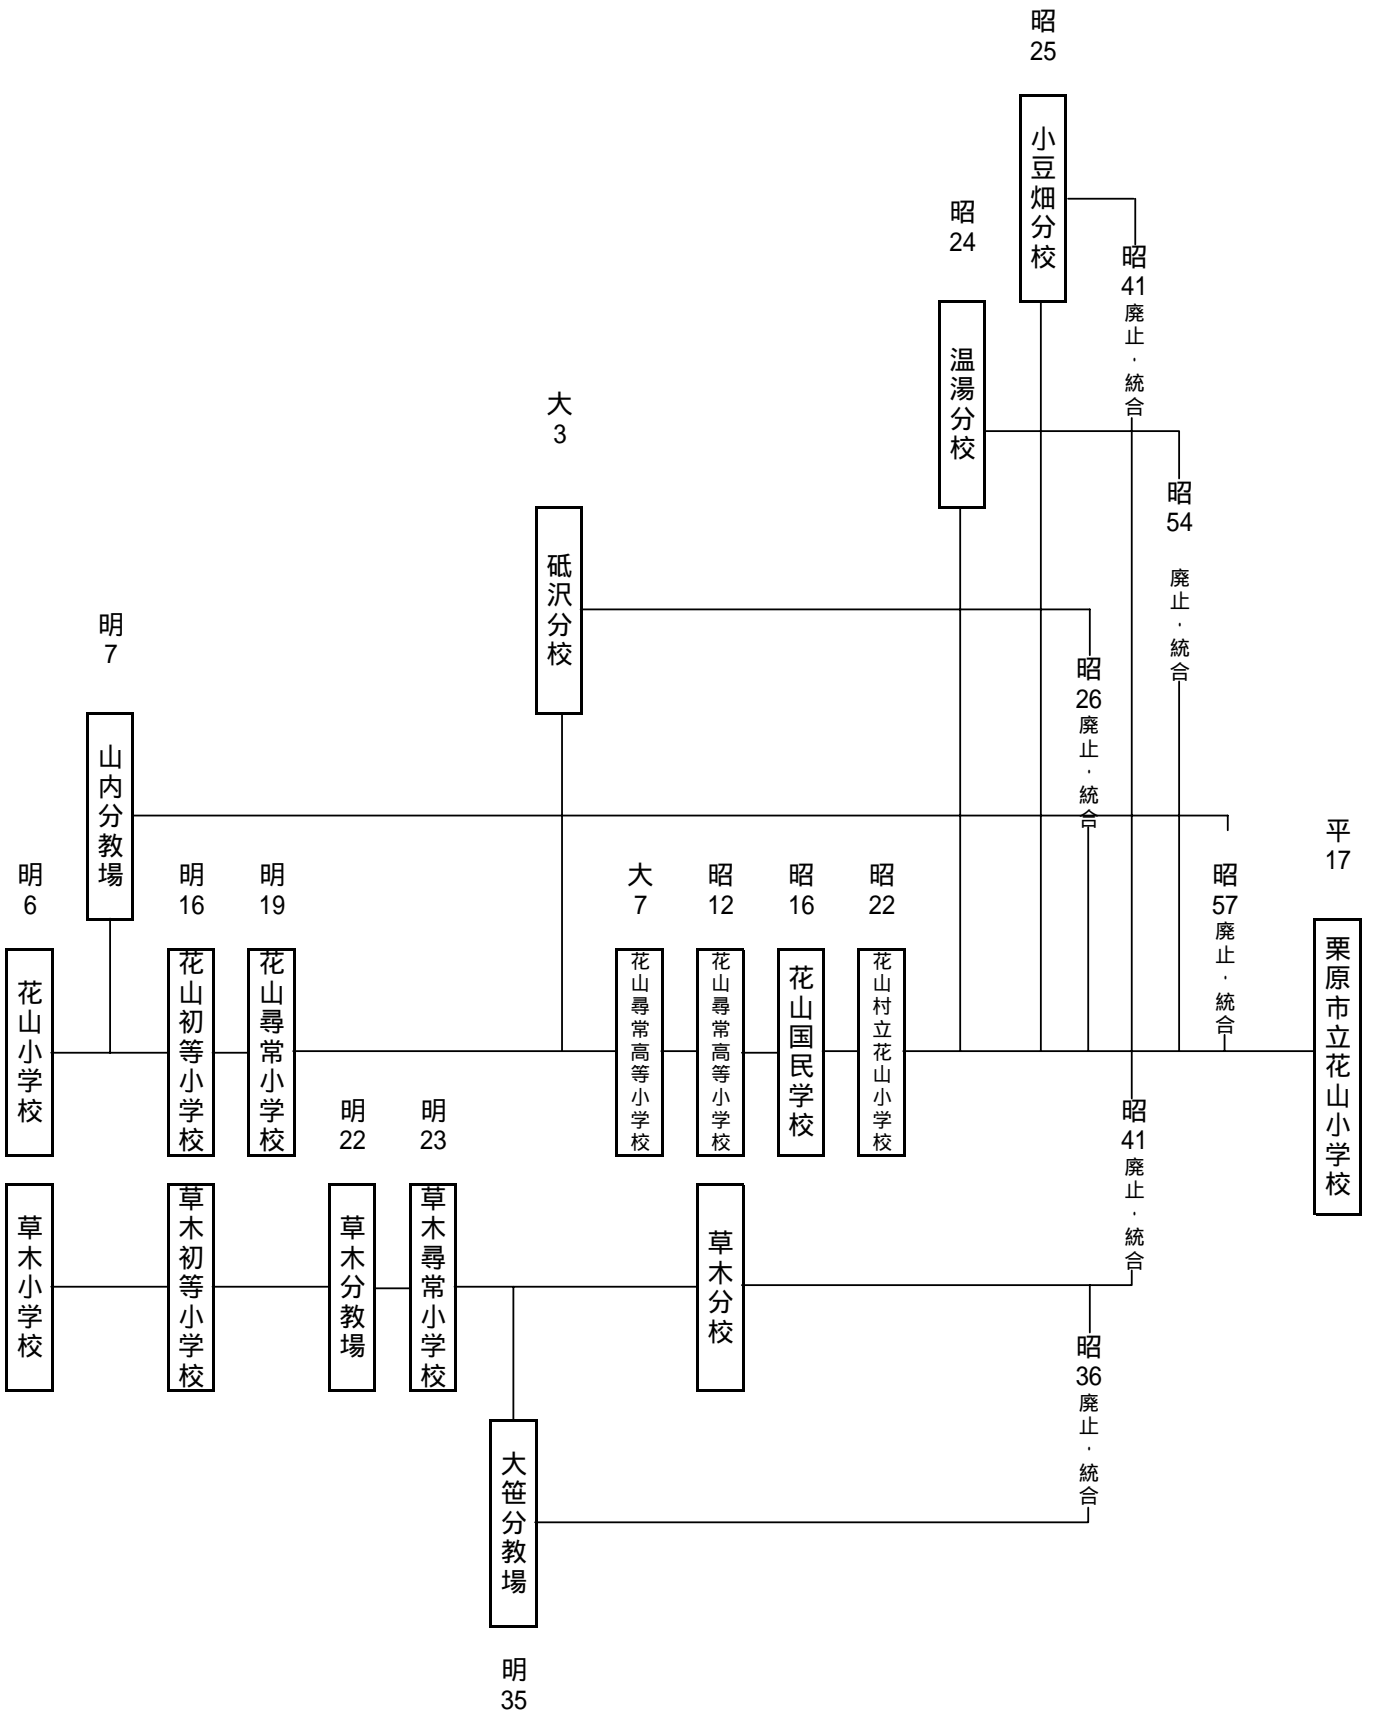 昭
25
小豆畑分校
昭
24
昭
41
廃止・統合
温湯分校
大
3
昭
54
廃止・統合
砥沢分校
明
7
昭
26
廃止・統合
山内分教場
平
17
明
6
明
16
明
19
大
7
昭
12
昭
16
昭
22
昭
57
廃止・統合
花山小学校
花山初等小学校
花山尋常小学校
花山尋常高等小学校
花山尋常高等小学校
花山国民学校
花山村立花山小学校
栗原市立花山小学校
明
22
明
23
昭
41
廃止・統合
草木小学校
草木初等小学校
草木分教場
草木尋常小学校
草木分校
昭
36
廃止・統合
大笹分教場
明
35